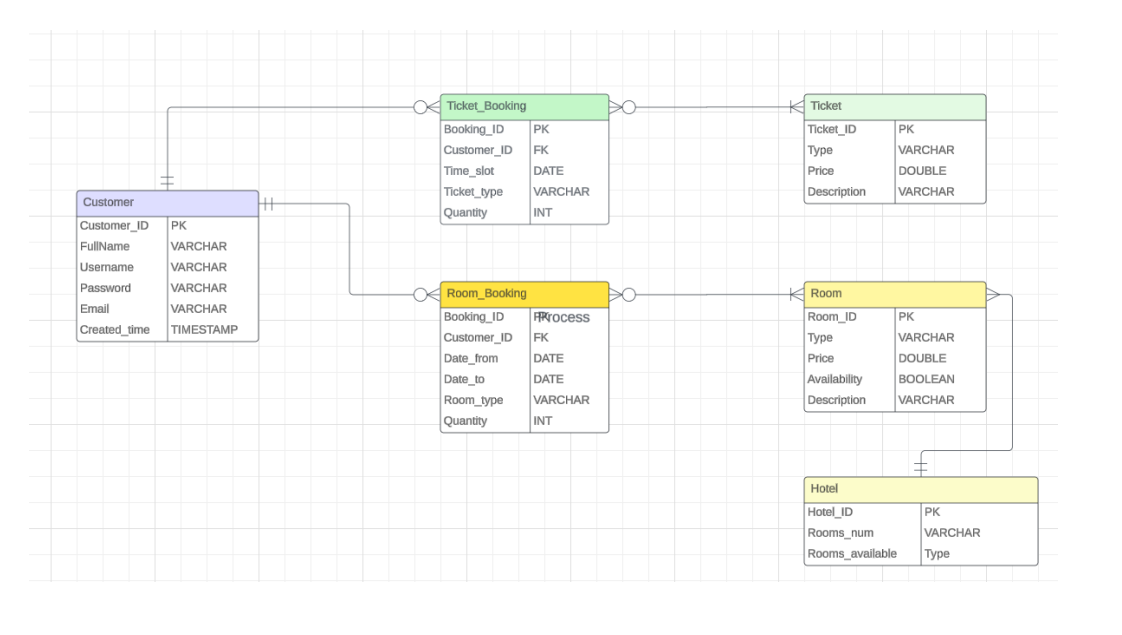 Ticket_Booking
Booking_ID PK
Customer_ID FK
Time_slot DATE
Ticket_type VARCHAR
Quantity INT
Ticket
Ticket_ID PK
Type VARCHAR
Price DOUBLE
Description VARCHAR
Customer
Customer_ID PK
FullName VARCHAR
Username VARCHAR
Password VARCHAR
Email VARCHAR
Created_time TIMESTAMP
Room_Booking
Booking_ID PK Process
Customer_ID FK
Date_from DATE
Date_to DATE
Room_type VARCHAR
Quantity INT
Room
Room_ID PK
Type VARCHAR
Price DOUBLE
Availability BOOLEAN
Description VARCHAR
Hotel
Hotel_ID PK
Rooms_num VARCHAR
Rooms_available Type